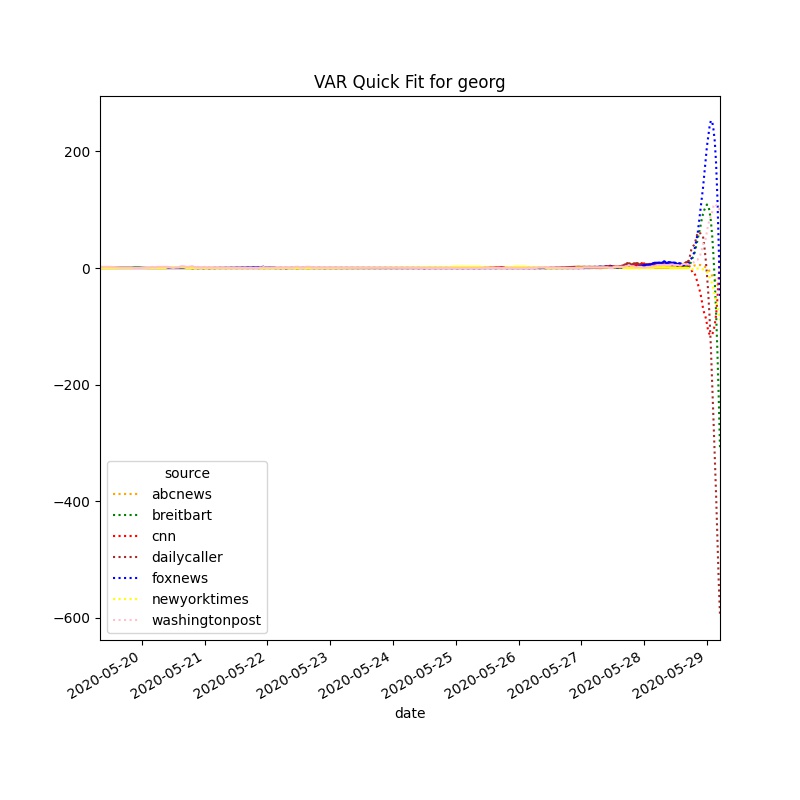 VAR Quick Fit for georg
200
0
−200
−400
−600
source
abcnews
breitbart
cnn
dailycaller
foxnews
newyorktimes
washingtonpost
2020-05-20
2020-05-21
2020-05-22
2020-05-23
2020-05-24
2020-05-25
2020-05-26
2020-05-27
2020-05-28
2020-05-29
date